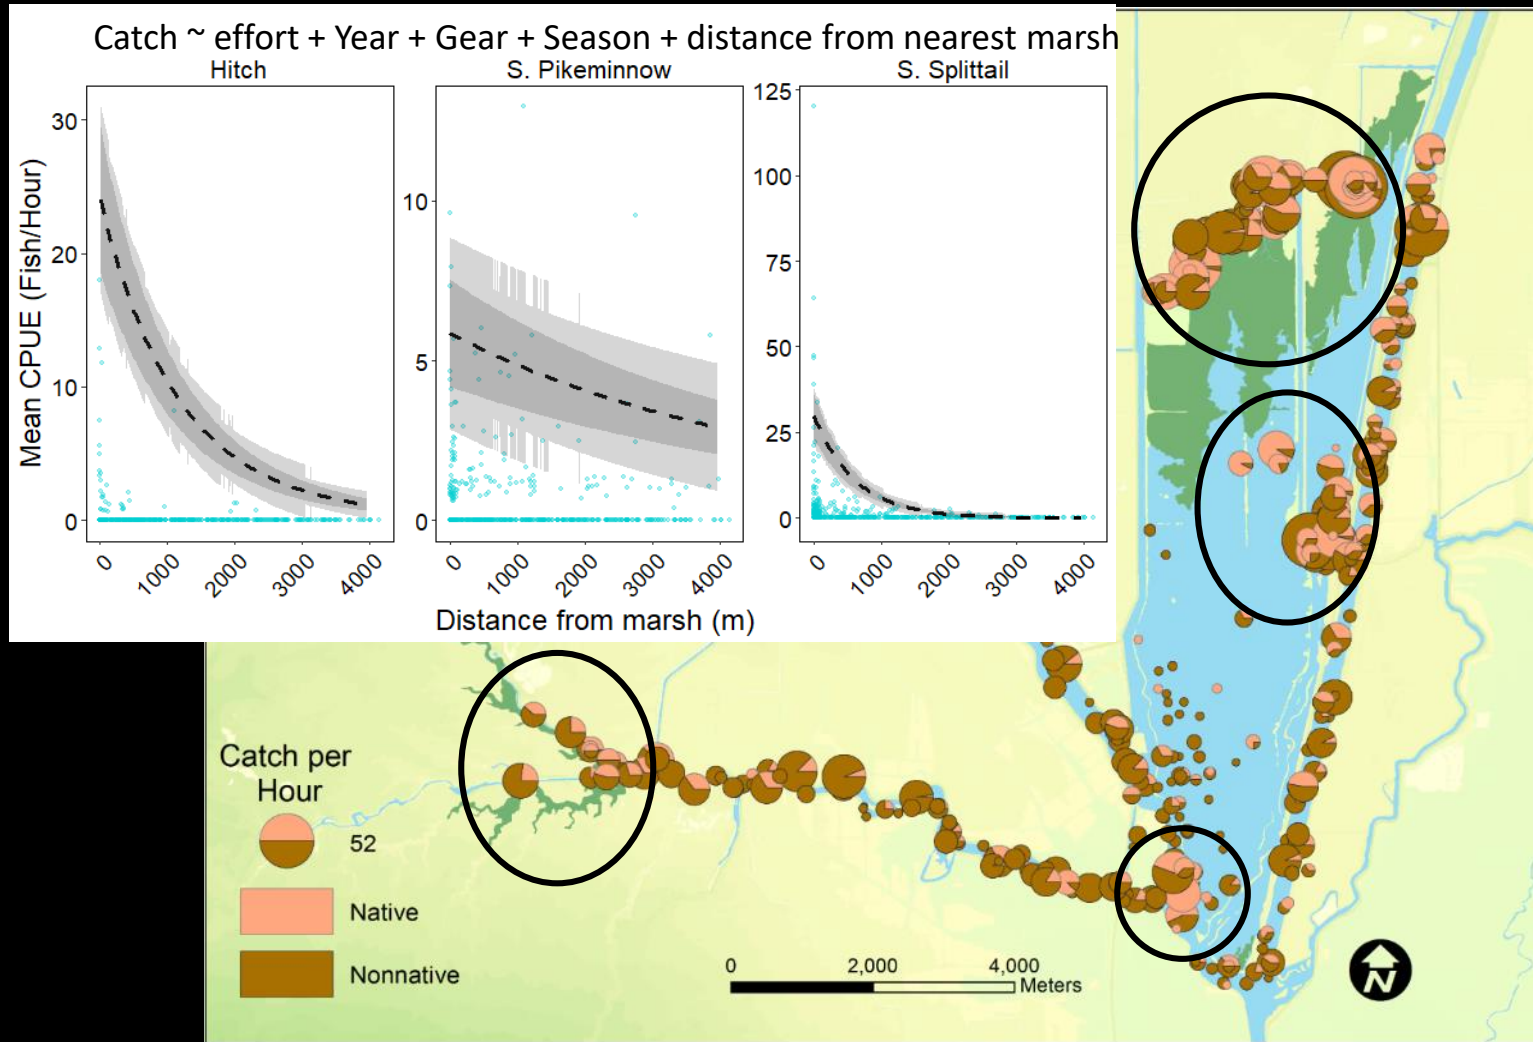 Catch ~ effort + Year + Gear + Season + distance from nearest marsh
Hitch
S. Pikeminnow
S. Splittail
Mean CPUE (Fish/Hour)
30
20
10
0
10
5
0
125
100
75
50
25
0
0
1000
2000
3000
4000
0
1000
2000
3000
4000
0
1000
2000
3000
4000
Distance from marsh (m)
Catch per
Hour
52
Native
Nonnative
0
2,000
4,000
Meters
N